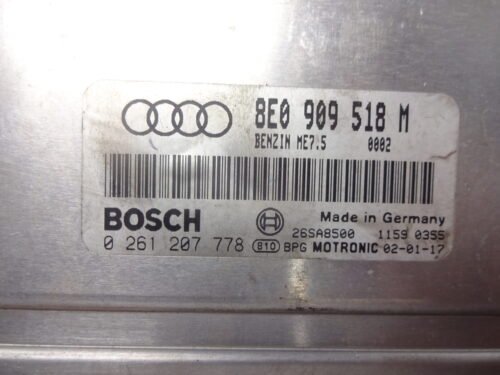 8E0 909 518 M
BENZIN ME7.5 0002
BOSCH Made in Germany
26SA8500 1159 0355
0 261 207 778 B10 BPG MOTRONIC 02-01-17